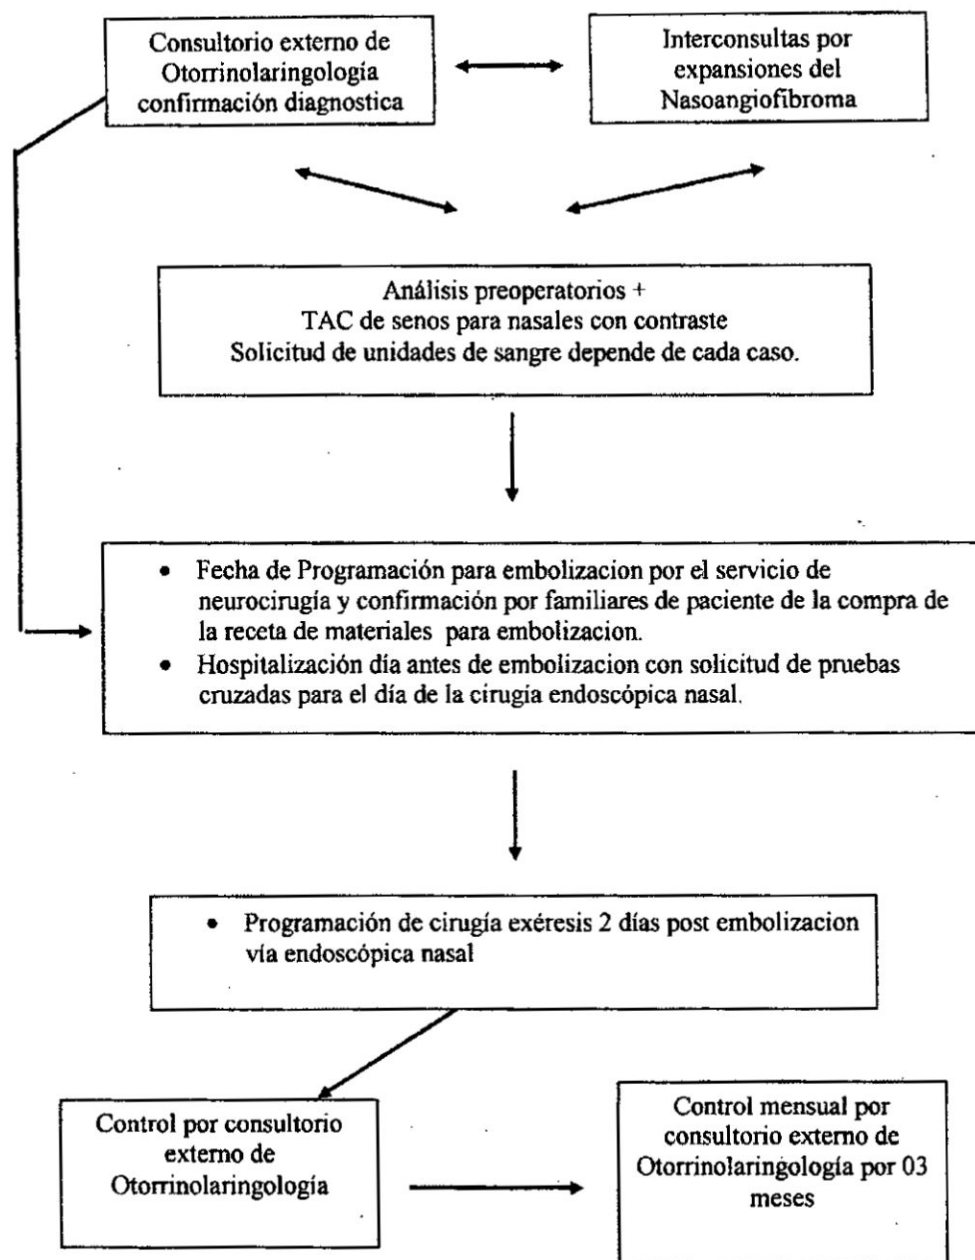 Consultorio externo de
Otorrinolaringología
confirmación diagnostica
Interconsultas por
expansiones del
Nasoangiofibroma
Análisis preoperatorios +
TAC de senos para nasales con contraste
Solicitud de unidades de sangre depende de cada caso.
• Fecha de Programación para embolizacion por el servicio de
neurocirugía y confirmación por familiares de paciente de la compra de
la receta de materiales para embolizacion.
• Hospitalización día antes de embolizacion con solicitud de pruebas
cruzadas para el día de la cirugía endoscópica nasal.
• Programación de cirugía exéresis 2 días post embolizacion
vía endoscópica nasal
Control por consultorio
externo de
Otorrinolaringología
Control mensual por
consultorio externo de
Otorrinolaringología por 03
meses